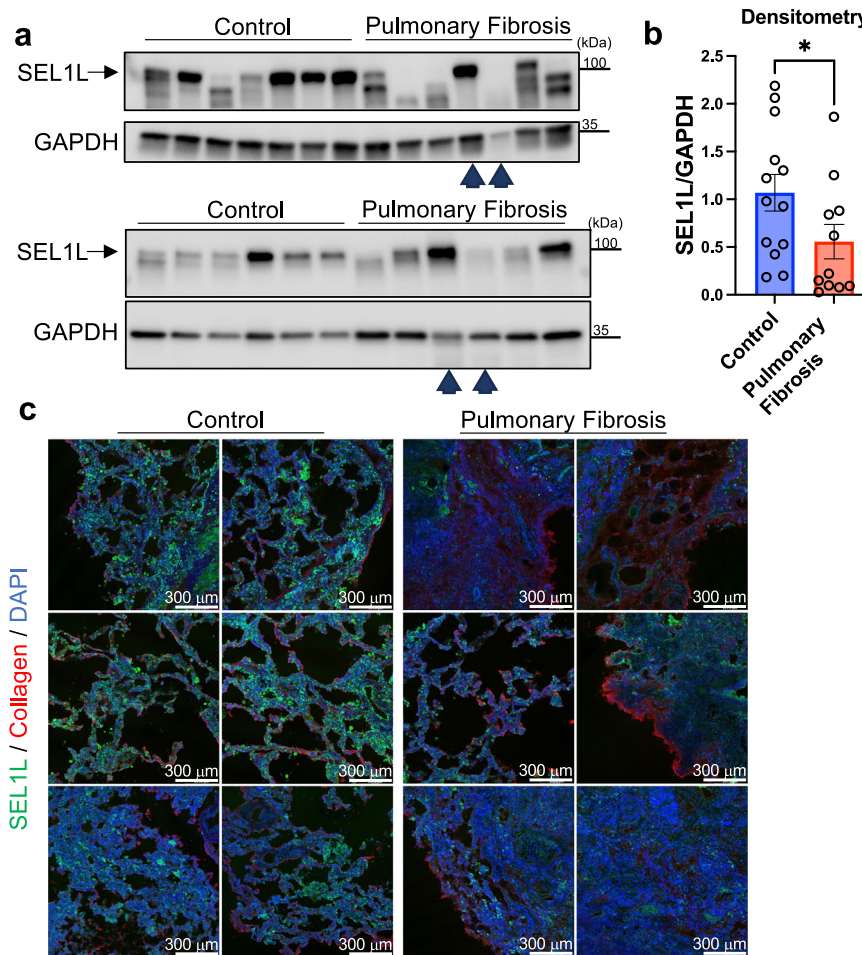 a
Control
Pulmonary Fibrosis
(kDa)
SEL1L
100
GAPDH
35
Control
Pulmonary Fibrosis
(kDa)
SEL1L
100
GAPDH
35
b
Densitometry
*
SEL1L/GAPDH
2.5
2.0
1.5
1.0
0.5
0.0
Control
Pulmonary
Fibrosis
c
Control
Pulmonary Fibrosis
SEL1L / Collagen / DAPI
300 μm
300 μm
300 μm
300 μm
300 μm
300 μm
300 μm
300 μm
300 μm
300 μm
300 μm
300 μm